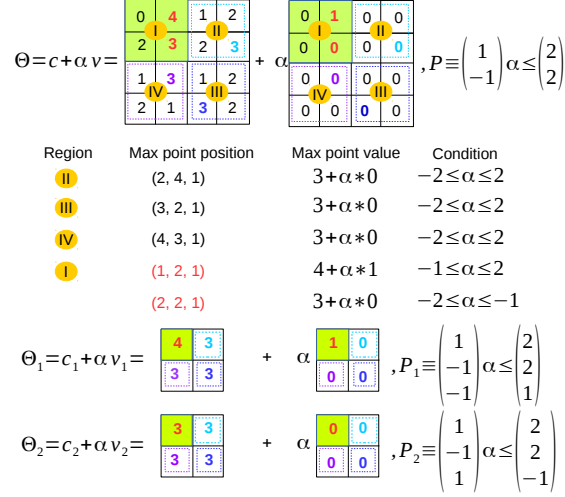 0 4 1 2 0 1 0 0
I II I II
2 3 2 3 0 0 0 0
Θ=c+α v= + α , P≡(1 −1) α≤(2 2)
1 3 1 2 0 0 0 0
IV III IV III
2 1 3 2 0 0 0 0
Region Max point position Max point value Condition
II (2, 4, 1) 3+α*0 −2≤α≤2
III (3, 2, 1) 3+α*0 −2≤α≤2
IV (4, 3, 1) 3+α*0 −2≤α≤2
I (1, 2, 1) 4+α*1 −1≤α≤2
(2, 2, 1) 3+α*0 −2≤α≤−1
4 3 1 0
Θ₁=c₁+α v₁= + α , P₁≡(1 −1 −1) α≤(2 2 1)
3 3 0 0
3 3 0 0
Θ₂=c₂+α v₂= + α , P₂≡(1 −1 1) α≤(2 2 −1)
3 3 0 0